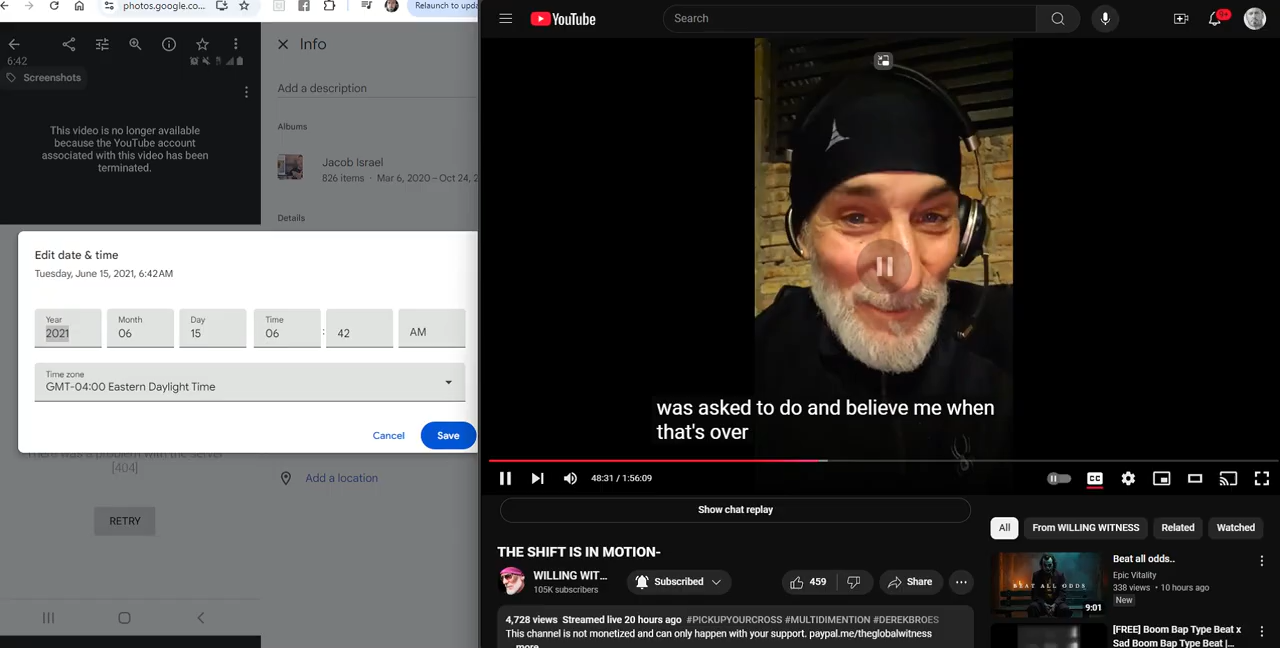 photos.google.co...
Relaunch to upda
6:42
Screenshots
This video is no longer available
because the YouTube account
associated with this video has been
terminated.
Info
Add a description
Albums
Jacob Israel
826 items · Mar 6, 2020 – Oct 24, 2
Details
Edit date & time
Tuesday, June 15, 2021, 6:42AM
Year
2021
Month
06
Day
15
Time
06
:
42
AM
Time zone
GMT-04:00 Eastern Daylight Time
Cancel
Save
There was a problem with the server
[404]
Add a location
RETRY
YouTube
Search
9+
was asked to do and believe me when
that's over
48:31 / 1:56:09
CC
Show chat replay
THE SHIFT IS IN MOTION-
WILLING WIT...
105K subscribers
Subscribed
459
Share
4,728 views Streamed live 20 hours ago #PICKUPYOURCROSS #MULTIDIMENTION #DEREKBROES
This channel is not monetized and can only happen with your support. paypal.me/theglobalwitness
...more
All
From WILLING WITNESS
Related
Watched
BEAT ALL ODDS
9:01
Beat all odds..
Epic Vitality
338 views · 10 hours ago
New
[FREE] Boom Bap Type Beat x
Sad Boom Bap Type Beat |...